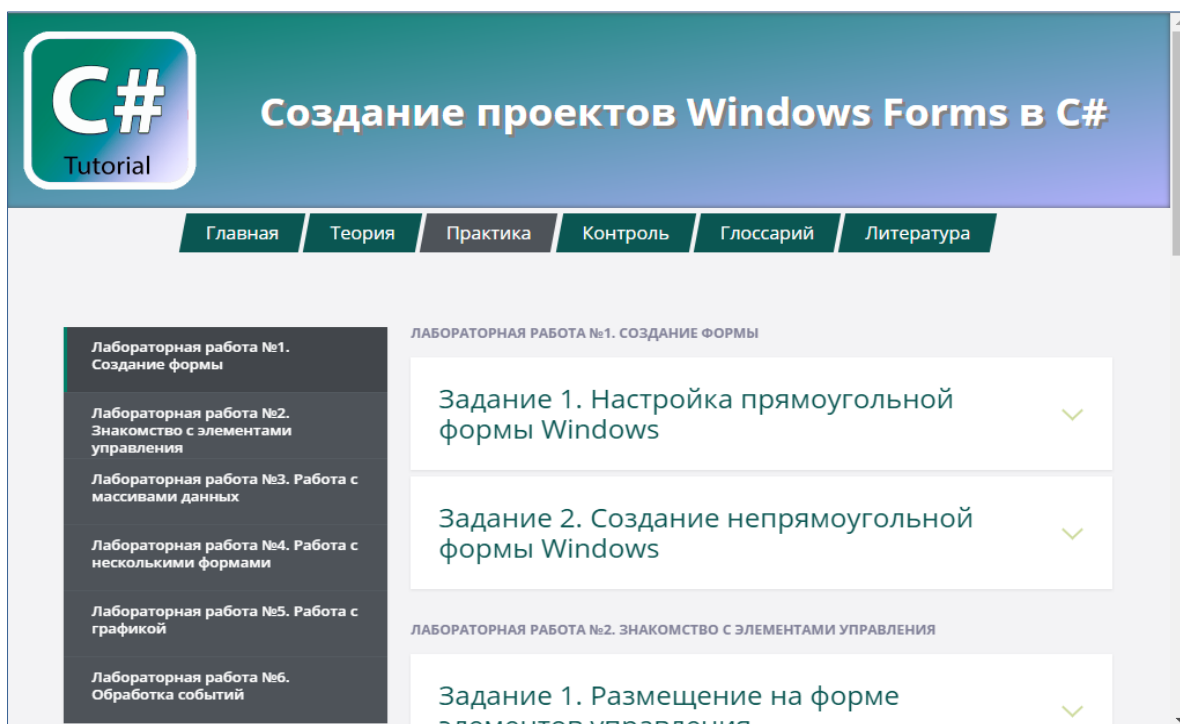 C#
Tutorial
Создание проектов Windows Forms в C#
Главная
Теория
Практика
Контроль
Глоссарий
Литература
Лабораторная работа №1.
Создание формы
Лабораторная работа №2.
Знакомство с элементами
управления
Лабораторная работа №3. Работа с
массивами данных
Лабораторная работа №4. Работа с
несколькими формами
Лабораторная работа №5. Работа с
графикой
Лабораторная работа №6.
Обработка событий
ЛАБОРАТОРНАЯ РАБОТА №1. СОЗДАНИЕ ФОРМЫ
Задание 1. Настройка прямоугольной
формы Windows
Задание 2. Создание непрямоугольной
формы Windows
ЛАБОРАТОРНАЯ РАБОТА №2. ЗНАКОМСТВО С ЭЛЕМЕНТАМИ УПРАВЛЕНИЯ
Задание 1. Размещение на форме
элементов управления